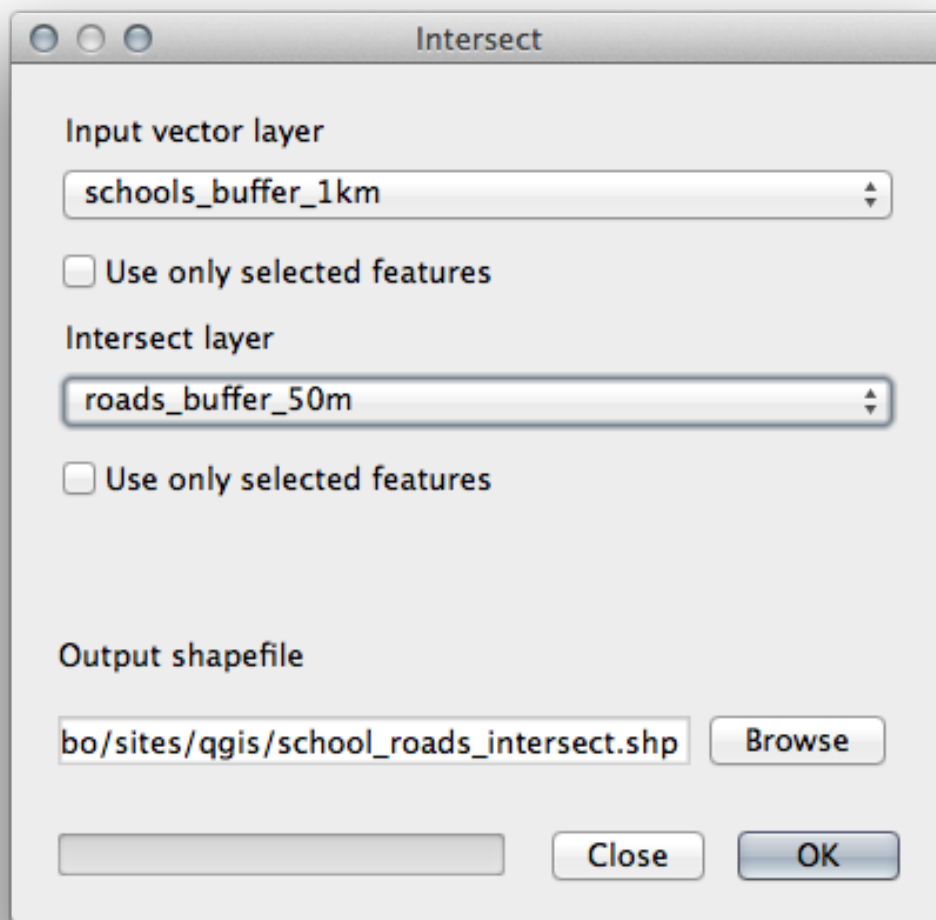 Intersect
Input vector layer
schools_buffer_1km
Use only selected features
Intersect layer
roads_buffer_50m
Use only selected features
Output shapefile
bo/sites/qgis/school_roads_intersect.shp
Browse
Close
OK